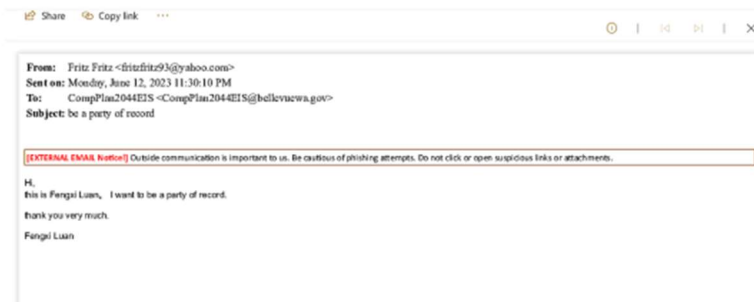 Share Copy link ...
From: Fritz Fritz <fritzfritz93@yahoo.com>
Sent on: Monday, June 12, 2023 11:30:10 PM
To: CompPlan2044EIS <CompPlan2044EIS@bellevuewa.gov>
Subject: be a party of record
[EXTERNAL EMAIL Notice!] Outside communication is important to us. Be cautious of phishing attempts. Do not click or open suspicious links or attachments.
Hi,
this is Fengxi Luan, I want to be a party of record.
thank you very much.
Fengxi Luan